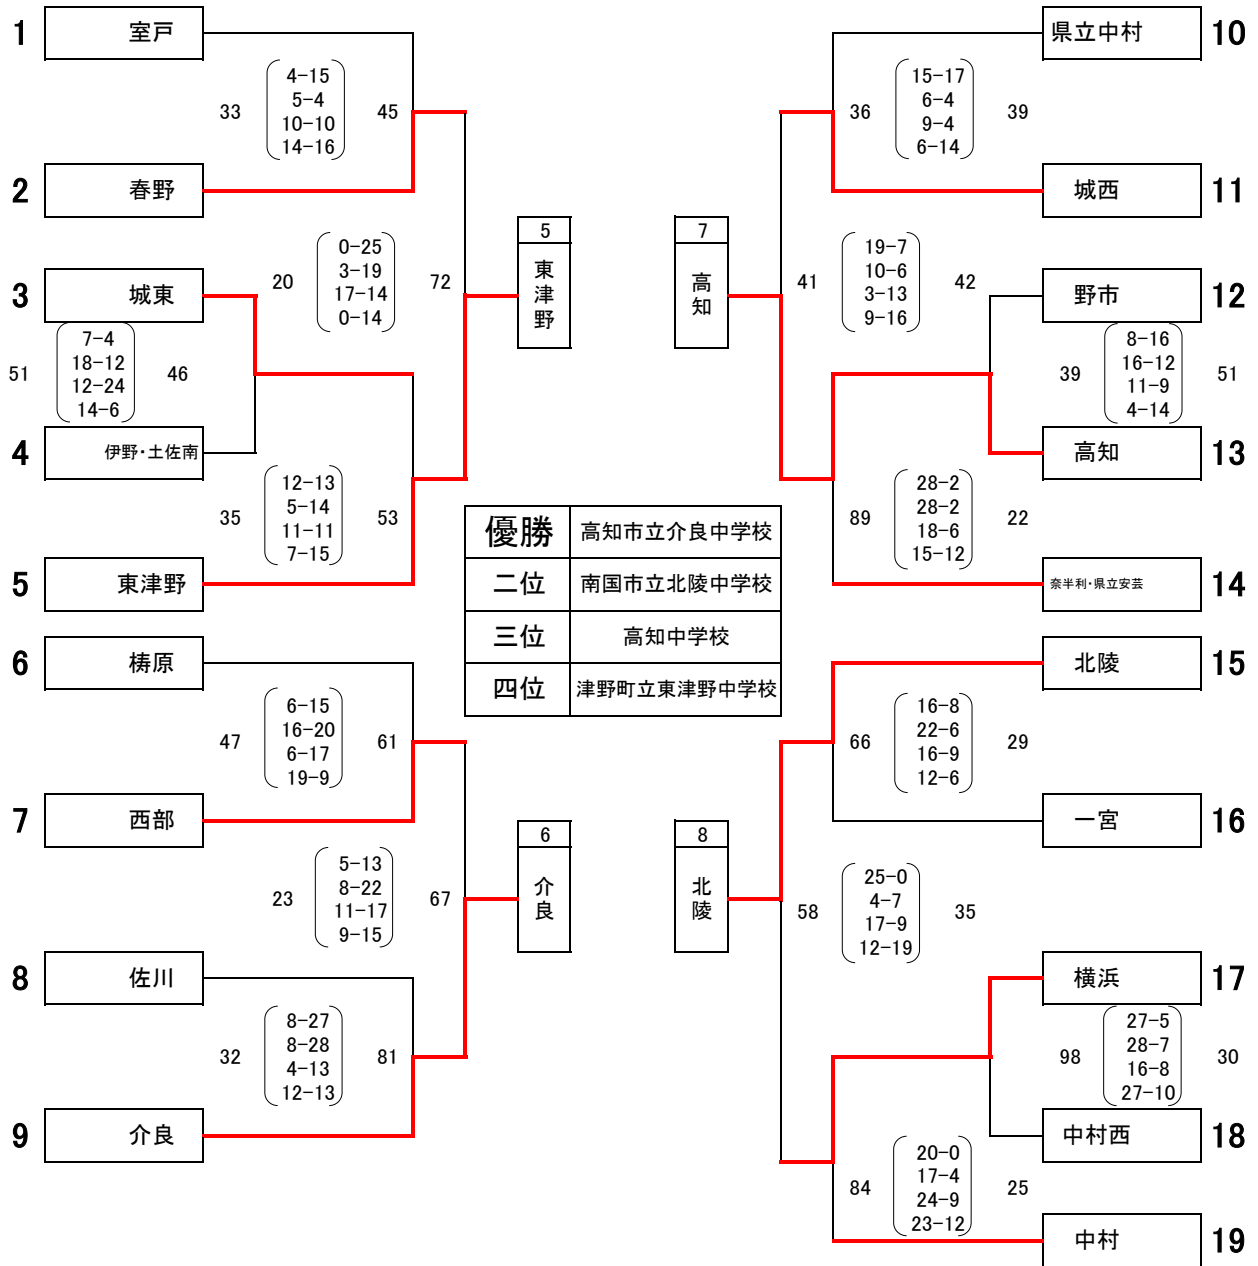 1 室戸
33 45
4-15
5-4
10-10
14-16
2 春野
20 72
0-25
3-19
17-14
0-14
3 城東
51 46
7-4
18-12
12-24
14-6
4 伊野・土佐南
35 53
12-13
5-14
11-11
7-15
5 東津野
5
東津野
6 梼原
47 61
6-15
16-20
6-17
19-9
7 西部
23 67
5-13
8-22
11-17
9-15
8 佐川
32 81
8-27
8-28
4-13
12-13
9 介良
6
介良
優勝 高知市立介良中学校
二位 南国市立北陵中学校
三位 高知中学校
四位 津野町立東津野中学校
7
高知
県立中村 10
36 39
15-17
6-4
9-4
6-14
城西 11
41 42
19-7
10-6
3-13
9-16
野市 12
39 51
8-16
16-12
11-9
4-14
高知 13
89 22
28-2
28-2
18-6
15-12
奈半利・県立安芸 14
8
北陵
北陵 15
66 29
16-8
22-6
16-9
12-6
一宮 16
58 35
25-0
4-7
17-9
12-19
横浜 17
98 30
27-5
28-7
16-8
27-10
中村西 18
84 25
20-0
17-4
24-9
23-12
中村 19